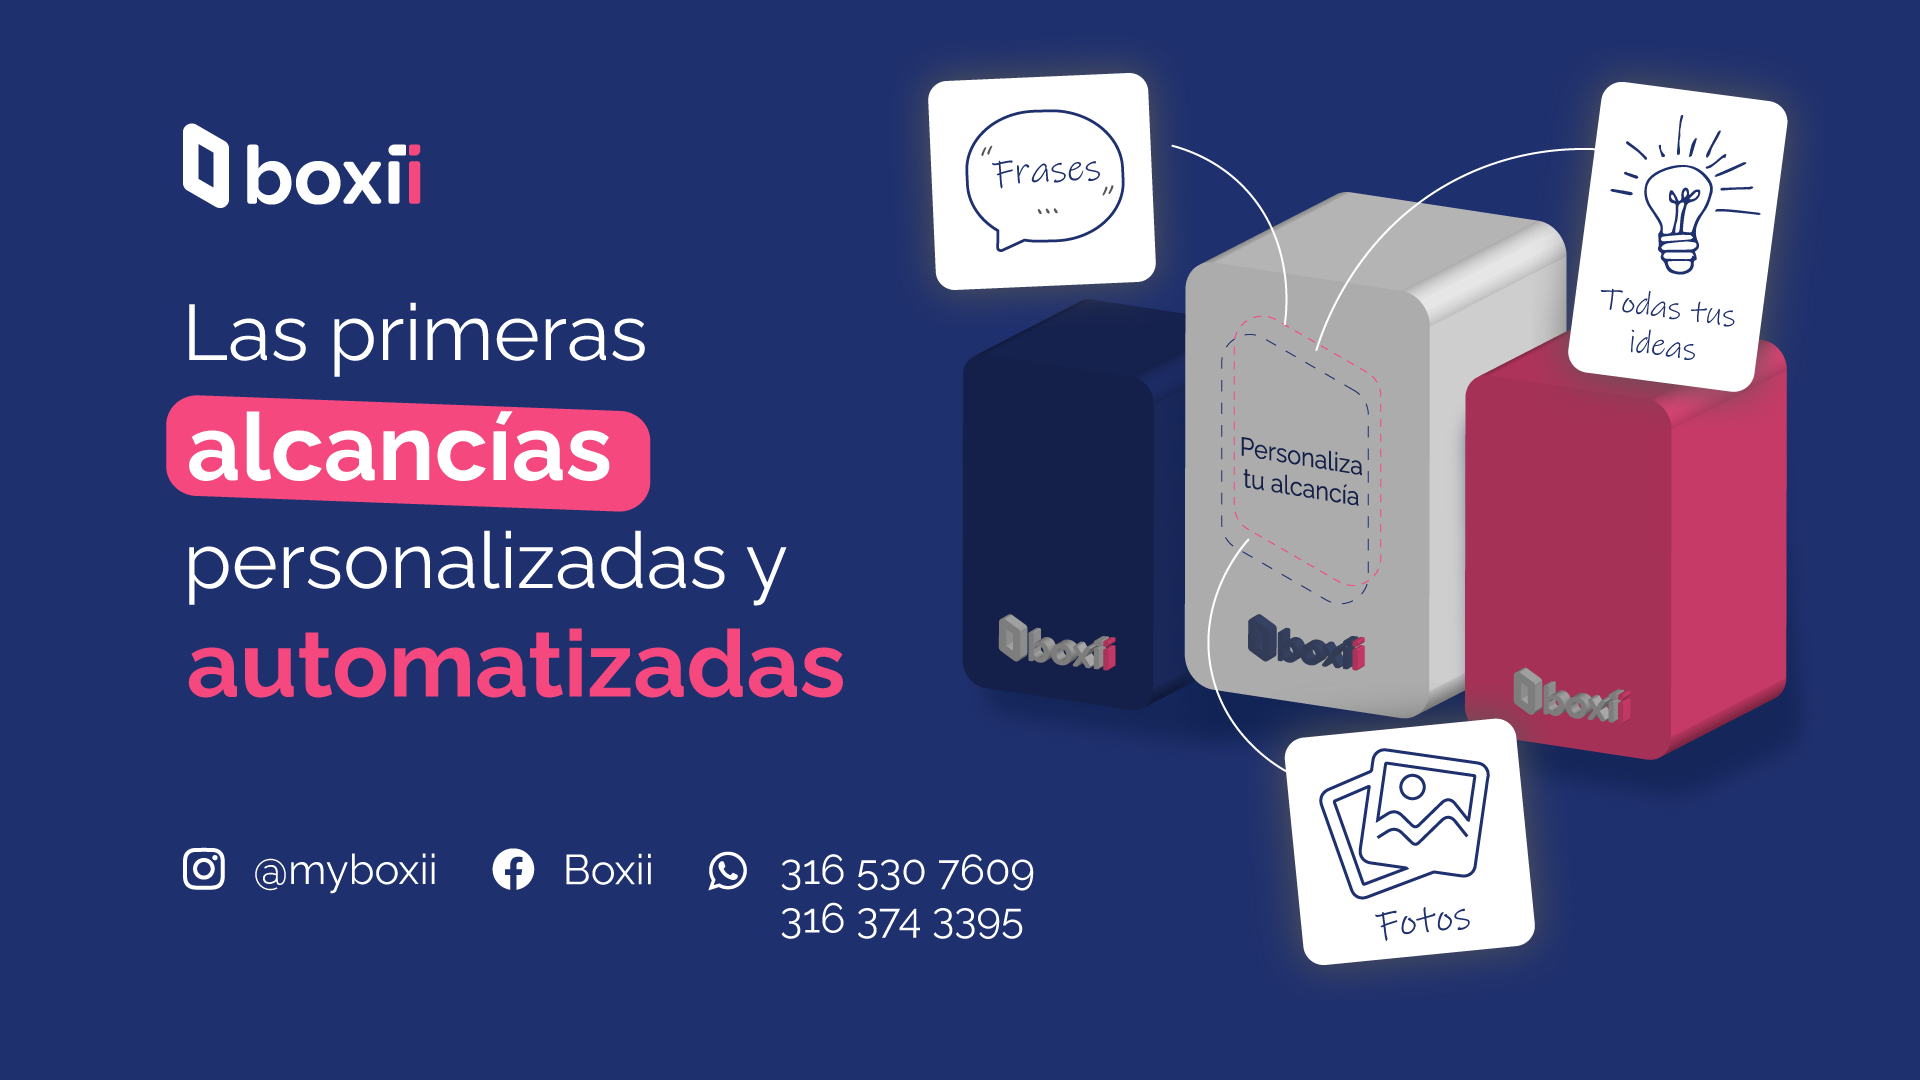 boxii
Las primeras
alcancías
personalizadas y
automatizadas
@myboxii
Boxii
316 530 7609
316 374 3395
"Frases"
...
Todas tus
ideas
Personaliza
tu alcancía
boxii
boxii
boxii
Fotos